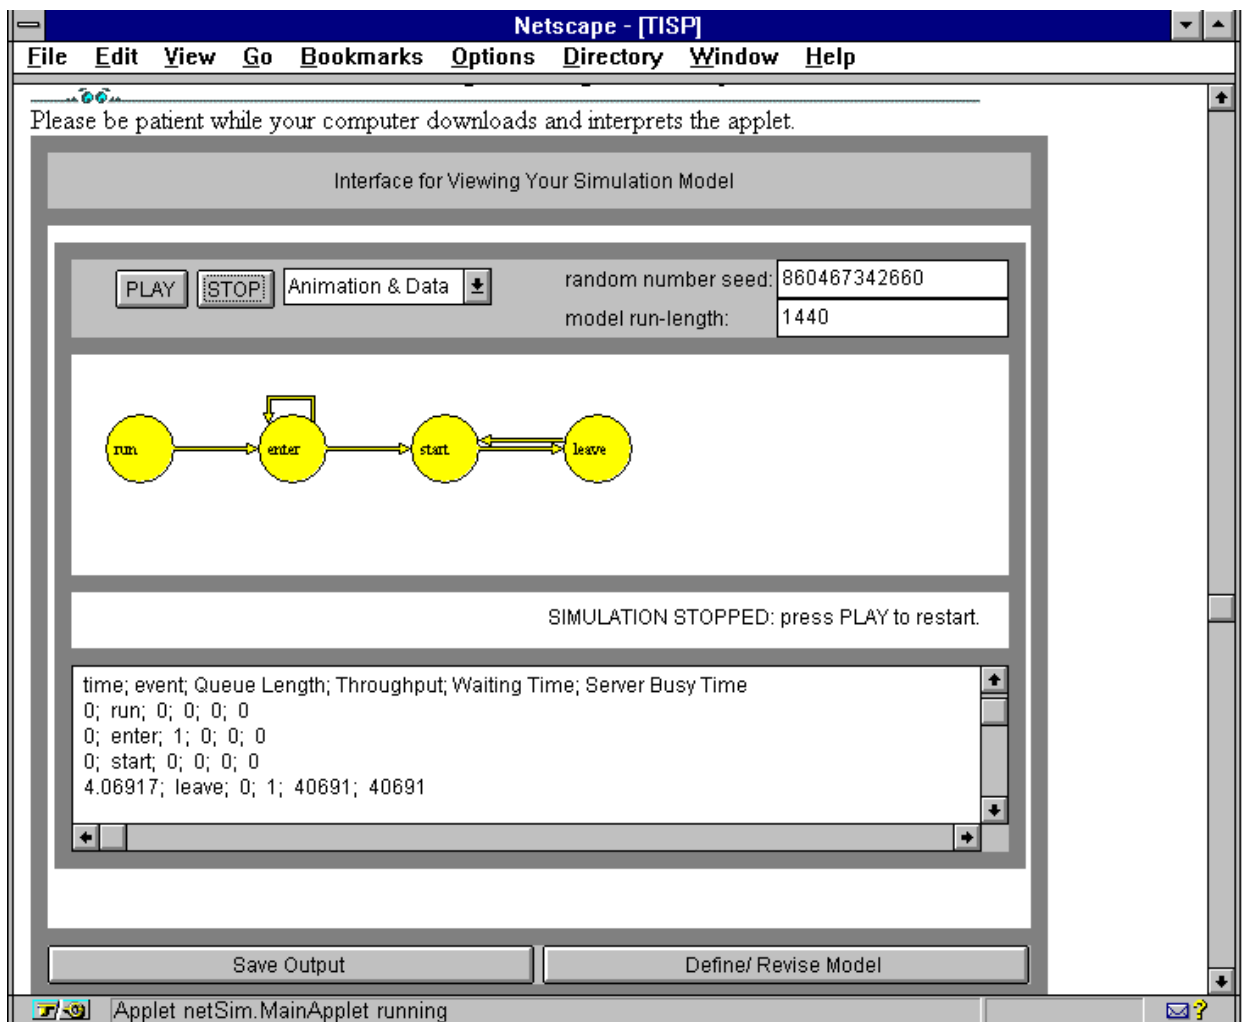 Netscape - [TISP]
File Edit View Go Bookmarks Options Directory Window Help
Please be patient while your computer downloads and interprets the applet.
Interface for Viewing Your Simulation Model
PLAY STOP Animation & Data random number seed: 860467342660
model run-length: 1440
run enter start leave
SIMULATION STOPPED: press PLAY to restart.
time; event; Queue Length; Throughput; Waiting Time; Server Busy Time
0; run; 0; 0; 0; 0
0; enter; 1; 0; 0; 0
0; start; 0; 0; 0; 0
4.06917; leave; 0; 1; 40691; 40691
Save Output Define/ Revise Model
Applet netSim.MainApplet running